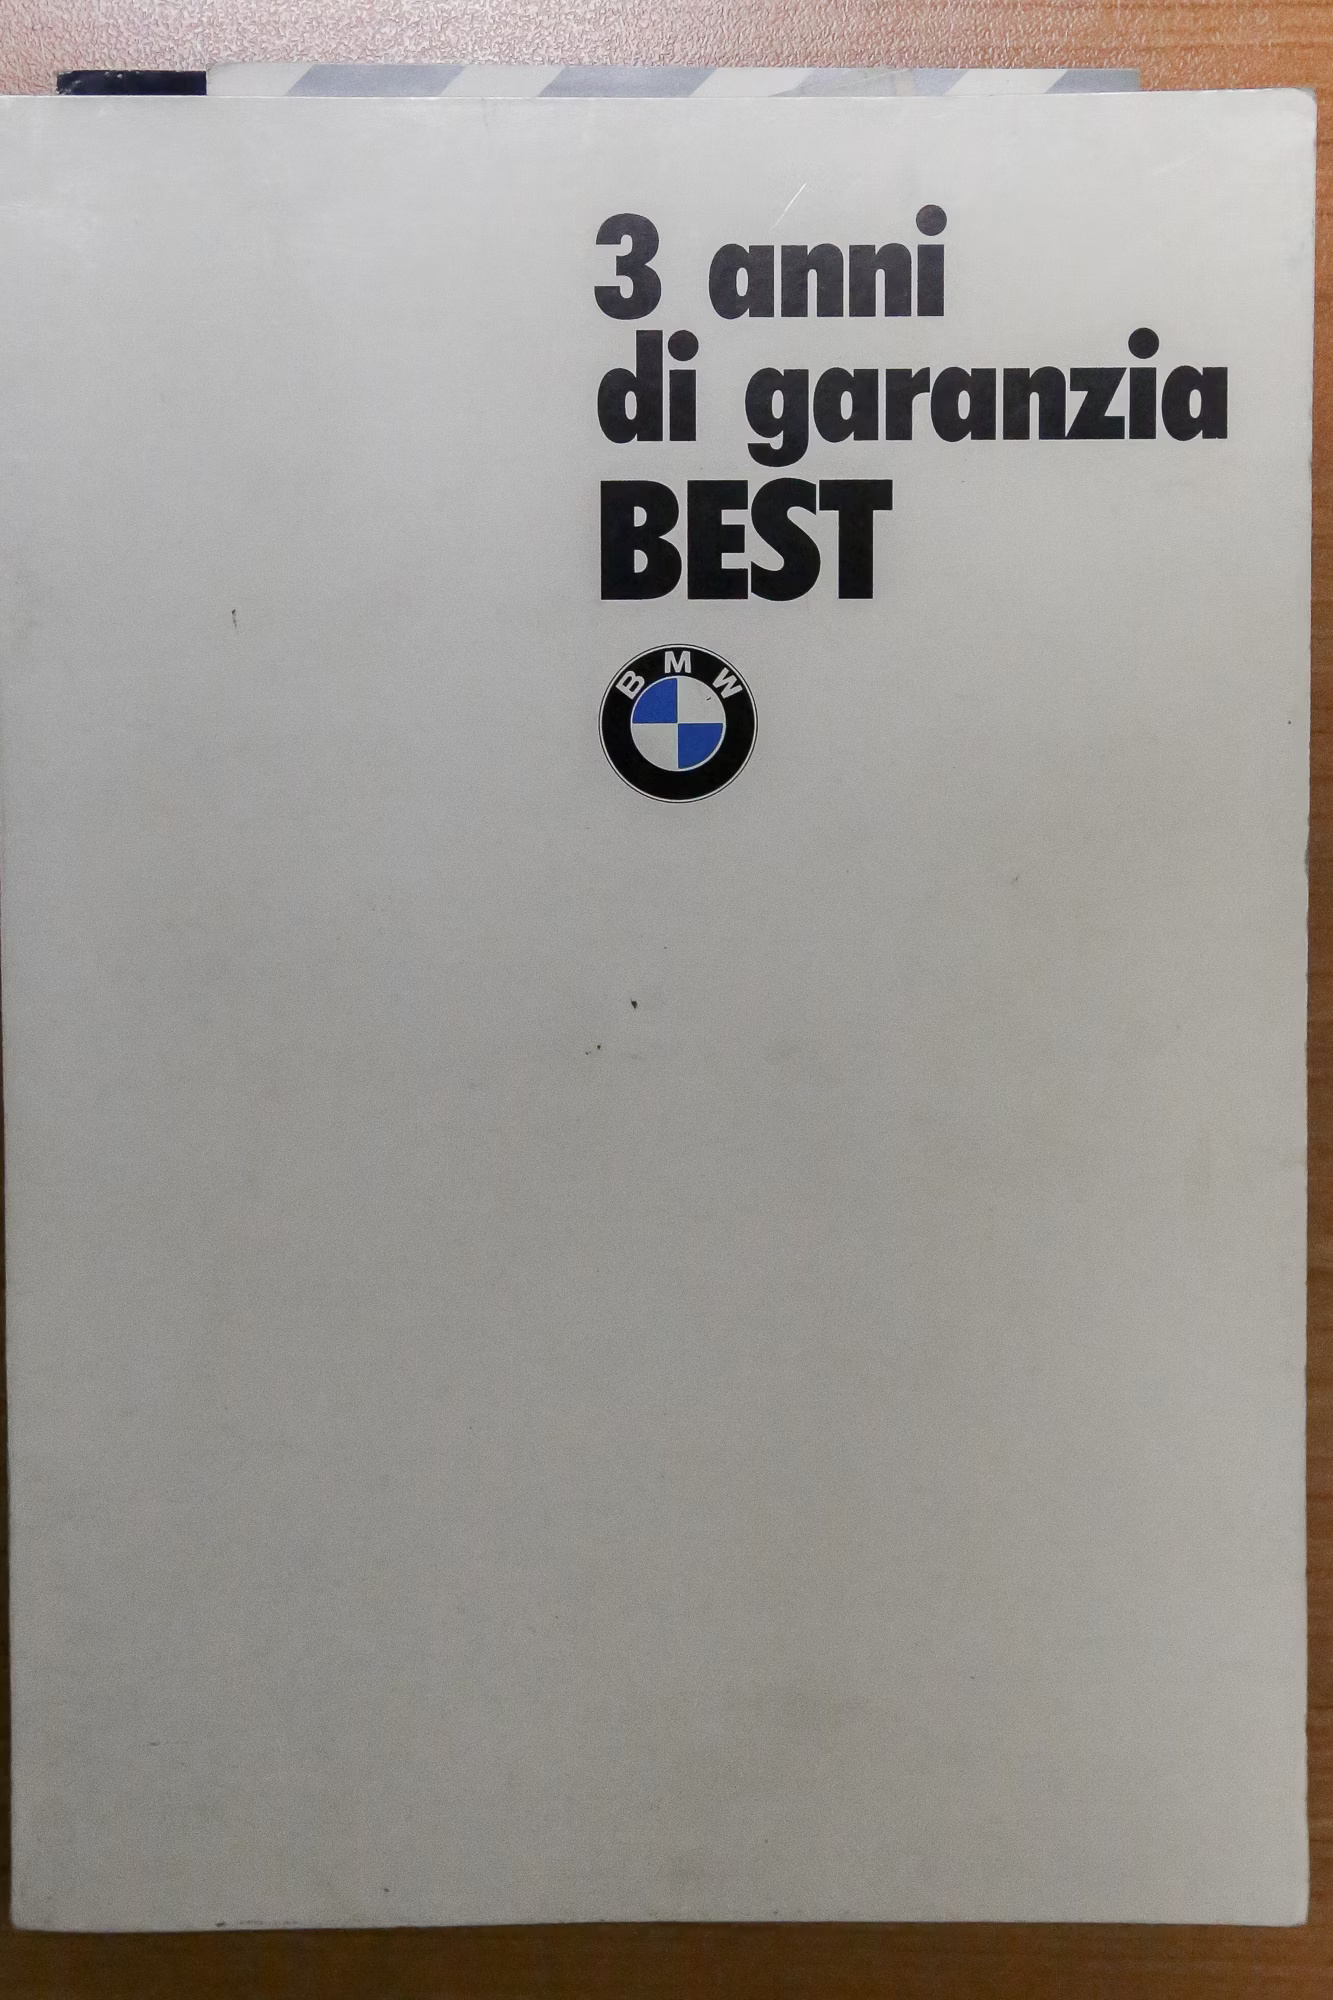 3 anni
di garanzia
BEST
BMW